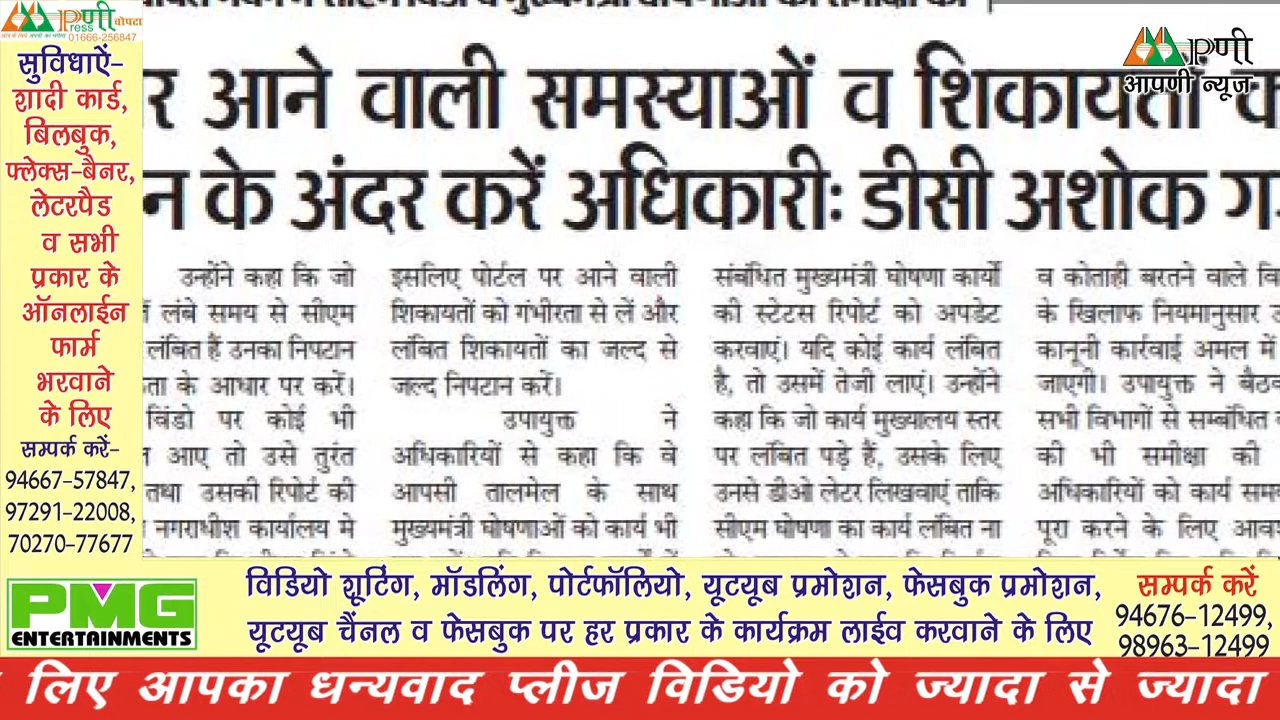 Pणी
Press चोपटा
01666-256847
सुविधाऐं-
शादी कार्ड,
बिलबुक,
फ्लेक्स-बैनर,
लेटरपैड
व सभी
प्रकार के
ऑनलाईन
फार्म
भरवाने
के लिए
सम्पर्क करें-
94667-57847,
97291-22008,
70270-77677
Pणी
आपणी न्यूज
र आने वाली समस्याओं व शिकायतों
न के अंदर करें अधिकारीः डीसी अशोक
उन्होंने कहा कि जो
लंबे समय से सीएम
लंबित हैं उनका निपटान
के आधार पर करें।
विंडो पर कोई भी
आए तो उसे तुरंत
तथा उसकी रिपोर्ट की
नगराधीश कार्यालय मे
इसलिए पोर्टल पर आने वाली
शिकायतों को गंभीरता से लें और
लंबित शिकायतों का जल्द से
जल्द निपटान करें।
उपायुक्त ने
अधिकारियों से कहा कि वे
आपसी तालमेल के साथ
मुख्यमंत्री घोषणाओं को कार्य भी
संबंधित मुख्यमंत्री घोषणा कार्यो
की स्टेटस रिपोर्ट को अपडेट
करवाएं। यदि कोई कार्य लंबित
है, तो उसमें तेजी लाएं। उन्होंने
कहा कि जो कार्य मुख्यालय स्तर
पर लंबित पड़े हैं, उसके लिए
उनसे डीओ लेटर लिखवाएं ताकि
सीएम घोषणा का कार्य लंबित ना
व कोताही बरतने वाले
के खिलाफ नियमानुसार
कानूनी कार्रवाई अमल में
जाएगी। उपायुक्त ने
सभी विभागों से सम्बंधित
की भी समीक्षा की
अधिकारियों को कार्य
पूरा करने के लिए
PMG
ENTERTAINMENTS
विडियो शूटिंग, मॉडलिंग, पोर्टफॉलियो, यूटयूब प्रमोशन, फेसबुक प्रमोशन,
यूटयूब चैंनल व फेसबुक पर हर प्रकार के कार्यक्रम लाईव करवाने के लिए
सम्पर्क करें
94676-12499,
98963-12499
लिए आपका धन्यवाद प्लीज विडियो को ज्यादा से ज्यादा